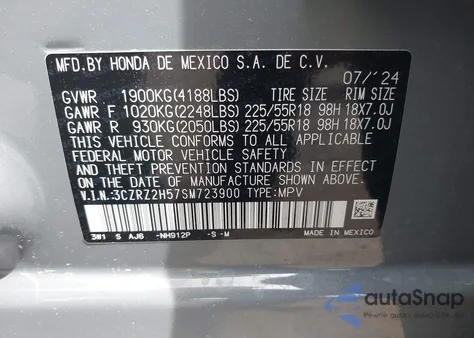 MFD.BY HONDA DE MEXICO S.A. DE C.V.
07/'24
GVWR 1900KG(4188LBS) TIRE SIZE RIM SIZE
GAWR F 1020KG(2248LBS) 225/55R18 98H 18X7.0J
GAWR R 930KG(2050LBS) 225/55R18 98H 18X7.0J
THIS VEHICLE CONFORMS TO ALL APPLICABLE
FEDERAL MOTOR VEHICLE SAFETY
AND THEFT PREVENTION STANDARDS IN EFFECT
ON THE DATE OF MANUFACTURE SHOWN ABOVE.
V.I.N.:3CZRZ2H57SM723900 TYPE:MPV
3W1 S AJ6 -NH912P -S-M
MADE IN MEXICO
autoSnap